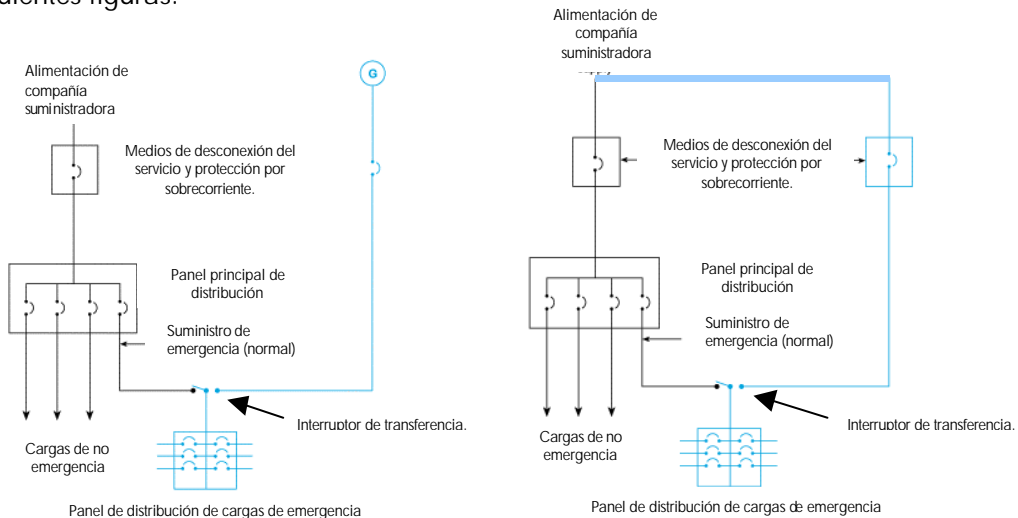 dientes figuras.
Alimentación de
compañía
suministradora
G
Medios de desconexión del
servicio y protección por
sobrecorriente.
Panel principal de
distribución
Suministro de
emergencia (normal)
Interruptor de transferencia.
Cargas de no
emergencia
Panel de distribución de cargas de emergencia
Alimentación de
compañía
suministradora
Medios de desconexión del
servicio y protección por
sobrecorriente.
Panel principal de
distribución
Suministro de
emergencia (normal)
Interruptor de transferencia.
Cargas de no
emergencia
Panel de distribución de cargas de emergencia